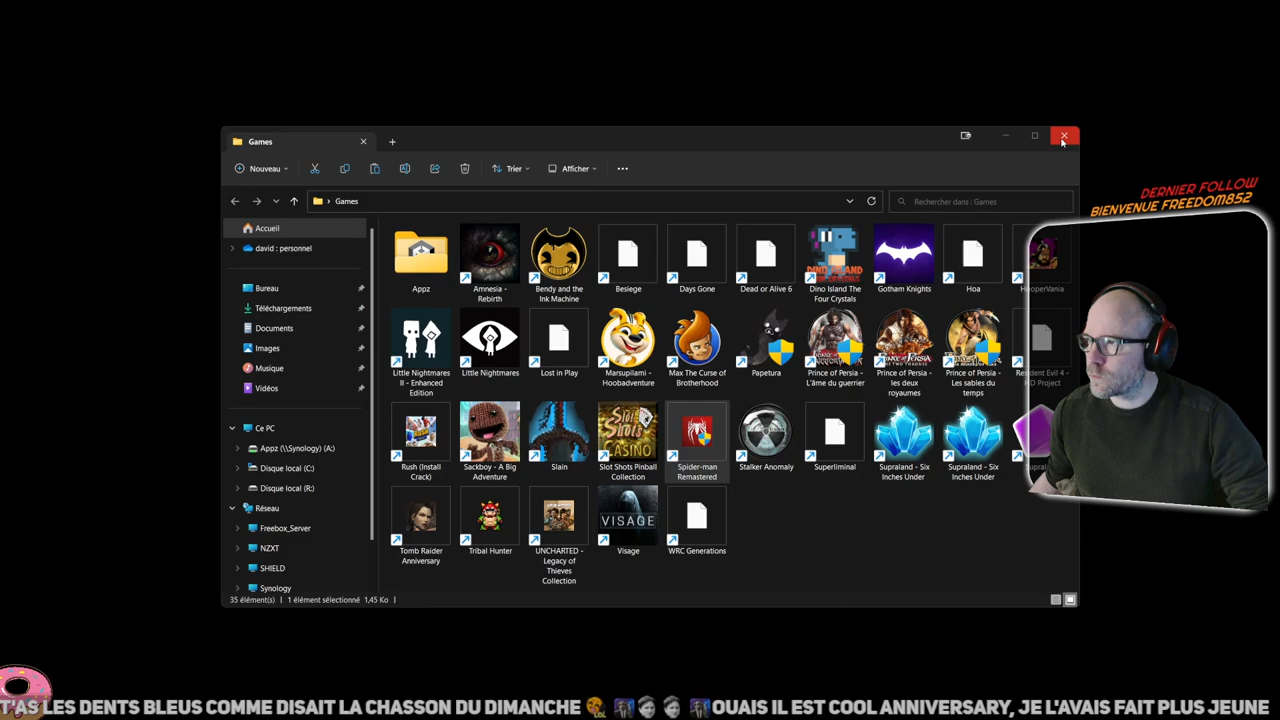 Games
Nouveau
Trier
Afficher
Games
Rechercher dans : Games
Accueil
david : personnel
Bureau
Téléchargements
Documents
Images
Musique
Vidéos
Ce PC
Appz (\\Synology) (A:)
Disque local (C:)
Disque local (R:)
Réseau
Freebox_Server
NZXT
SHIELD
Synology
Appz
Amnesia -
Rebirth
Bendy and the
Ink Machine
Besiege
Days Gone
Dead or Alive 6
Dino Island The
Four Crystals
Gotham Knights
Hoa
HooperVania
Little Nightmares
II - Enhanced
Edition
Little Nightmares
Lost in Play
Marsupilami -
Hoobadventure
Max The Curse of
Brotherhood
Papetura
Prince of Persia -
L'âme du guerrier
Prince of Persia -
les deux
royaumes
Prince of Persia -
Les sables du
temps
Resident Evil 4 -
HD Project
Rush (Install
Crack)
Sackboy - A Big
Adventure
Slain
Slot Shots Pinball
Collection
Spider-man
Remastered
Stalker Anomaly
Superliminal
Supraland - Six
Inches Under
Supraland - Six
Inches Under
Tomb Raider
Anniversary
Tribal Hunter
UNCHARTED -
Legacy of
Thieves
Collection
VISAGE
Visage
WRC Generations
35 élément(s)
1 élément sélectionné 1,45 Ko
DERNIER FOLLOW
BIENVENUE FREEDOM852
T'AS LES DENTS BLEUS COMME DISAIT LA CHASSON DU DIMANCHE OUAIS IL EST COOL ANNIVERSARY, JE L'AVAIS FAIT PLUS JEUNE